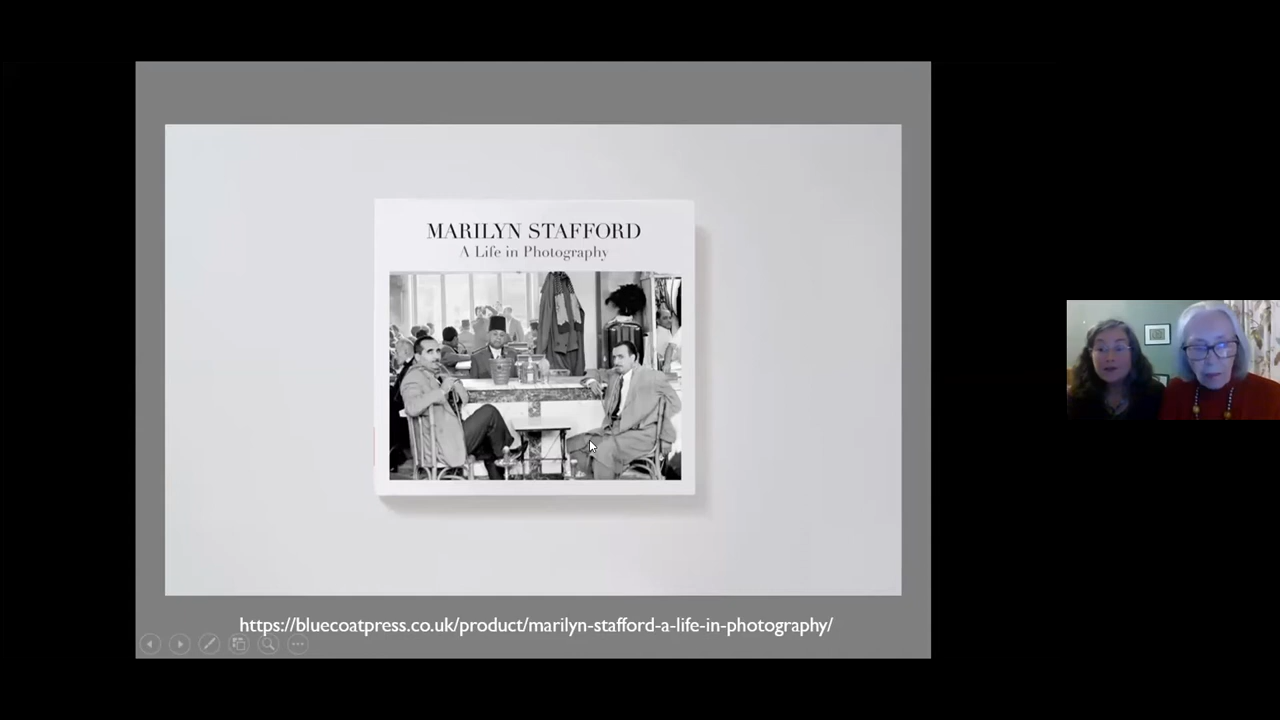 MARILYN STAFFORD
A Life in Photography
https://bluecoatpress.co.uk/product/marilyn-stafford-a-life-in-photography/